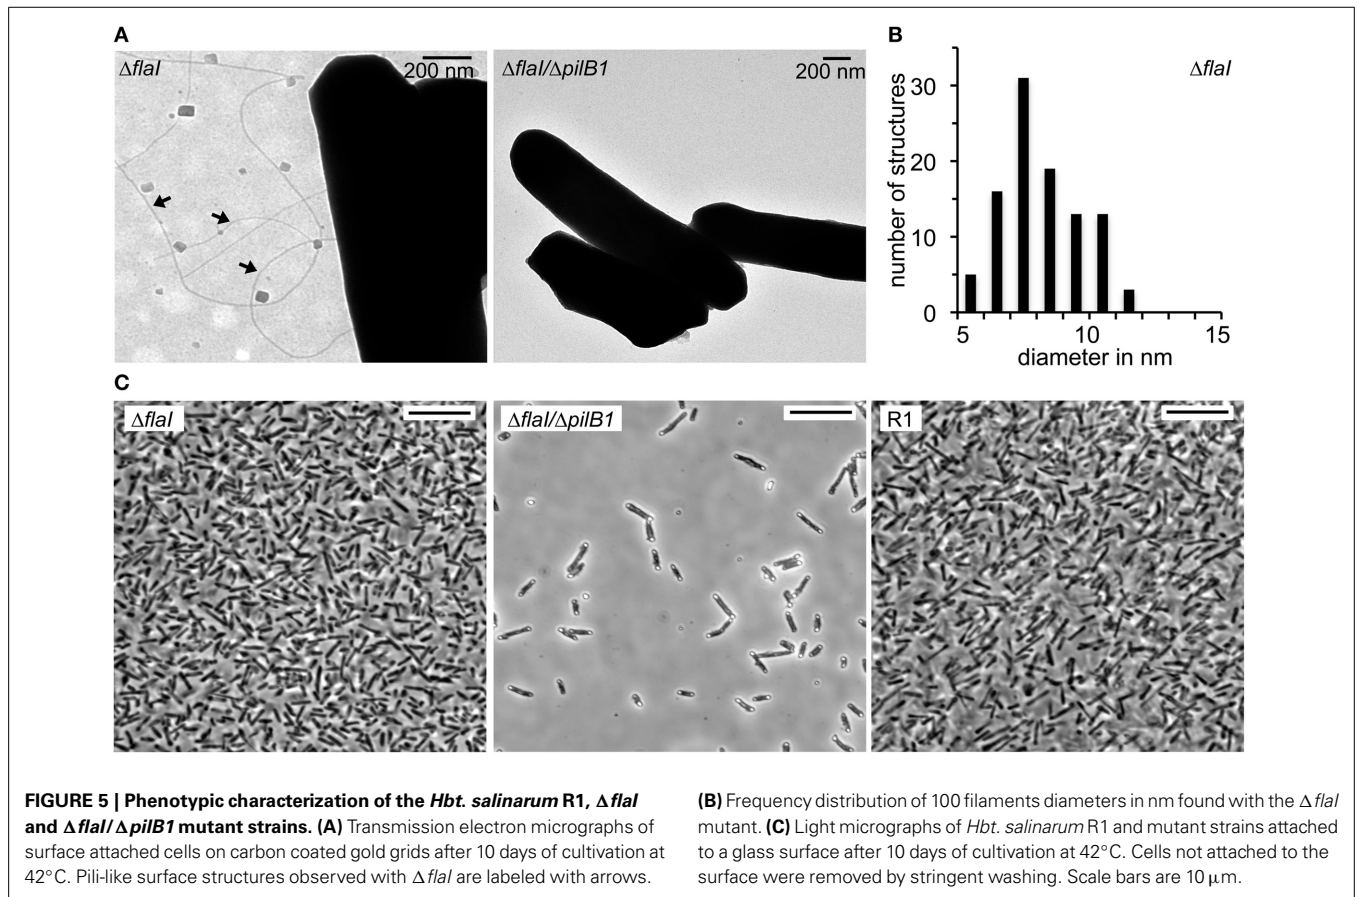 A
ΔflaI
200 nm
ΔflaI/ΔpilB1
200 nm
B
ΔflaI
number of structures
30
20
10
0
5
10
15
diameter in nm
C
ΔflaI
ΔflaI/ΔpilB1
R1
FIGURE 5 | Phenotypic characterization of the Hbt. salinarum R1, ΔflaI
and ΔflaI/ΔpilB1 mutant strains. (A) Transmission electron micrographs of
surface attached cells on carbon coated gold grids after 10 days of cultivation at
42°C. Pili-like surface structures observed with ΔflaI are labeled with arrows.
(B) Frequency distribution of 100 filaments diameters in nm found with the ΔflaI
mutant. (C) Light micrographs of Hbt. salinarum R1 and mutant strains attached
to a glass surface after 10 days of cultivation at 42°C. Cells not attached to the
surface were removed by stringent washing. Scale bars are 10 μm.